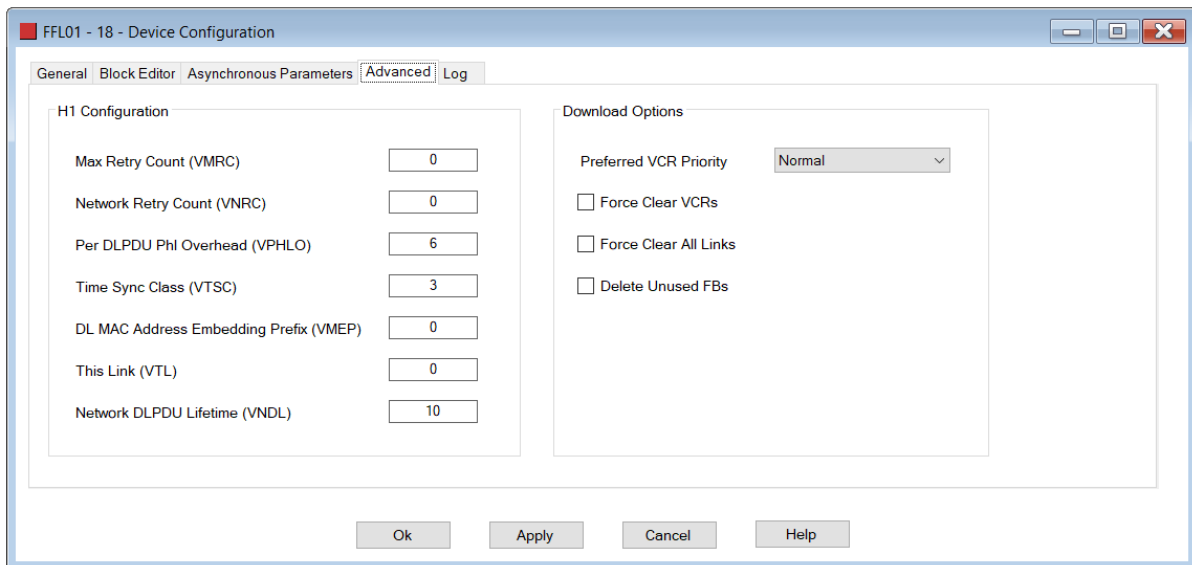 FFL01 - 18 - Device Configuration
General Block Editor Asynchronous Parameters Advanced Log
H1 Configuration
Max Retry Count (VMRC) 0
Network Retry Count (VNRC) 0
Per DLPDU Phl Overhead (VPHLO) 6
Time Sync Class (VTSC) 3
DL MAC Address Embedding Prefix (VMEP) 0
This Link (VTL) 0
Network DLPDU Lifetime (VNDL) 10
Download Options
Preferred VCR Priority Normal
Force Clear VCRs
Force Clear All Links
Delete Unused FBs
Ok Apply Cancel Help